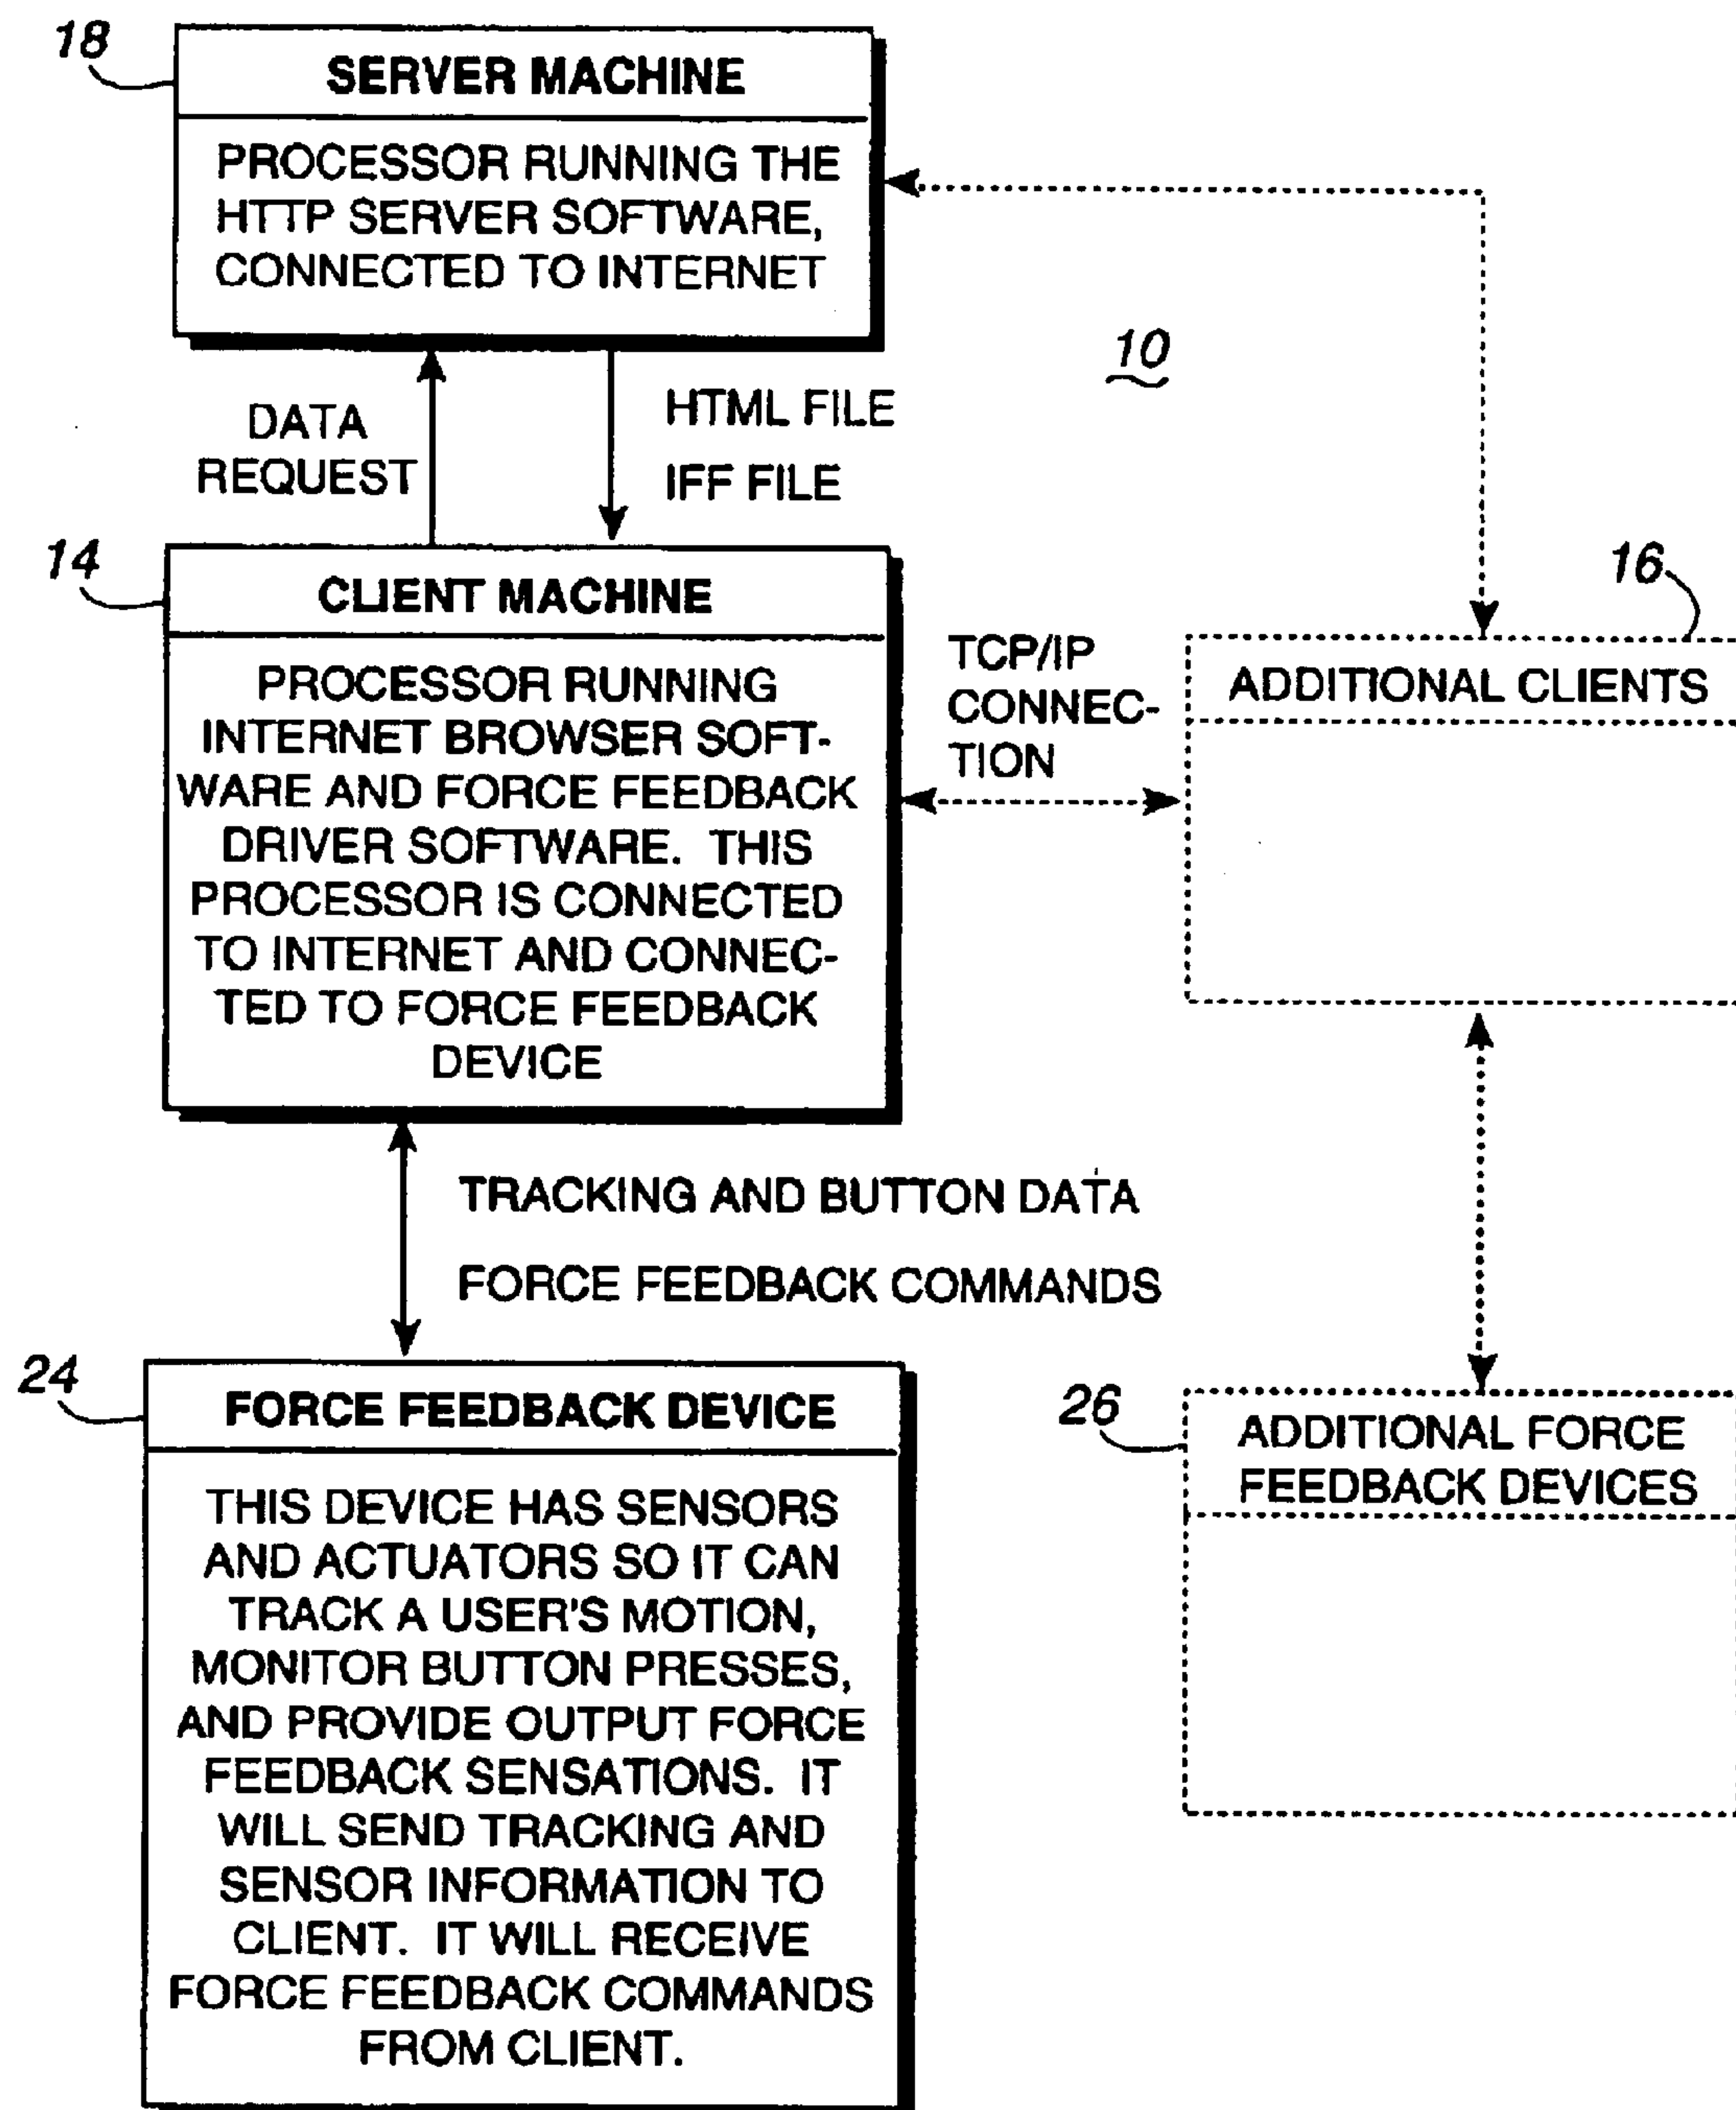 18
SERVER MACHINE
PROCESSOR RUNNING THE
HTTP SERVER SOFTWARE,
CONNECTED TO INTERNET
10
DATA
REQUEST
HTML FILE
IFF FILE
14
CLIENT MACHINE
PROCESSOR RUNNING
INTERNET BROWSER SOFT-
WARE AND FORCE FEEDBACK
DRIVER SOFTWARE. THIS
PROCESSOR IS CONNECTED
TO INTERNET AND CONNEC-
TED TO FORCE FEEDBACK
DEVICE
TCP/IP
CONNEC-
TION
16
ADDITIONAL CLIENTS
TRACKING AND BUTTON DATA
FORCE FEEDBACK COMMANDS
24
FORCE FEEDBACK DEVICE
THIS DEVICE HAS SENSORS
AND ACTUATORS SO IT CAN
TRACK A USER'S MOTION,
MONITOR BUTTON PRESSES,
AND PROVIDE OUTPUT FORCE
FEEDBACK SENSATIONS. IT
WILL SEND TRACKING AND
SENSOR INFORMATION TO
CLIENT. IT WILL RECEIVE
FORCE FEEDBACK COMMANDS
FROM CLIENT.
26
ADDITIONAL FORCE
FEEDBACK DEVICES